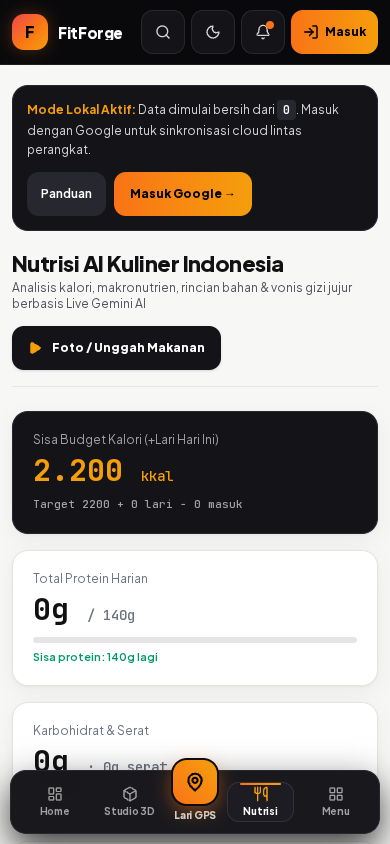 F FitForge Masuk
Mode Lokal Aktif: Data dimulai bersih dari 0. Masuk
dengan Google untuk sinkronisasi cloud lintas
perangkat.
Panduan Masuk Google →
Nutrisi AI Kuliner Indonesia
Analisis kalori, makronutrien, rincian bahan & vonis gizi jujur
berbasis Live Gemini AI
Foto / Unggah Makanan
Sisa Budget Kalori (+Lari Hari Ini)
2.200 kkal
Target 2200 + 0 lari - 0 masuk
Total Protein Harian
0g / 140g
Sisa protein: 140g lagi
Karbohidrat & Serat
0g · 0g serat
Home Studio 3D Lari GPS Nutrisi Menu